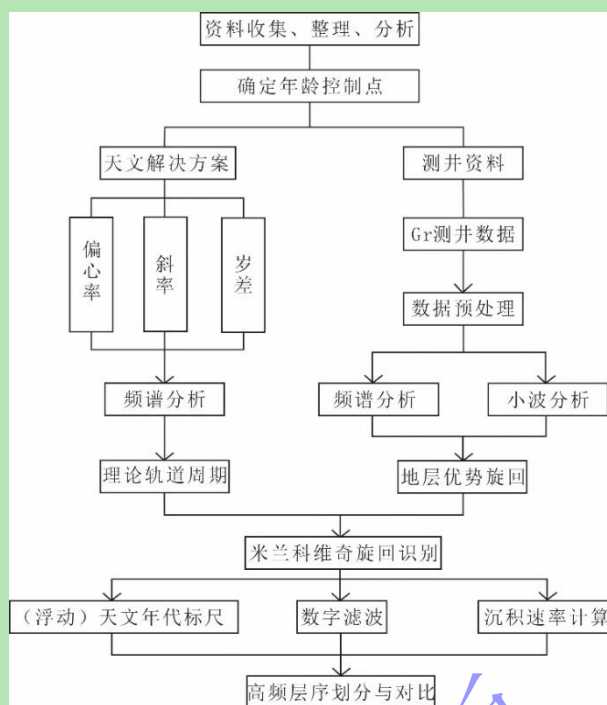 资料收集、整理、分析
确定年龄控制点
天文解决方案
测井资料
偏心率
斜率
岁差
Gr测井数据
数据预处理
频谱分析
频谱分析
小波分析
理论轨道周期
地层优势旋回
米兰科维奇旋回识别
(浮动)天文年代标尺
数字滤波
沉积速率计算
高频层序划分与对比